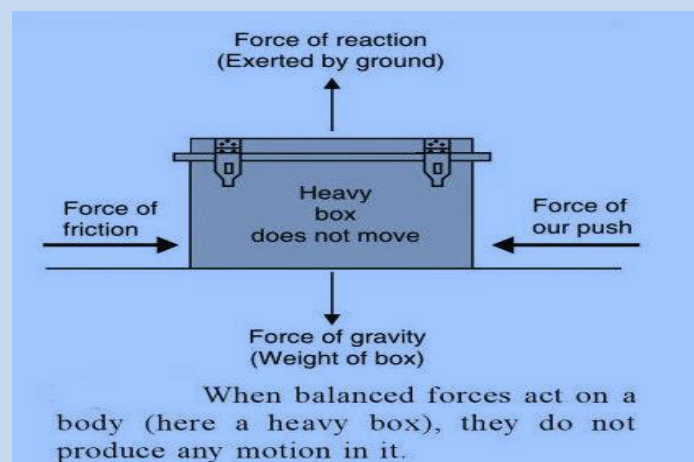 Force of reaction
(Exerted by ground)
Heavy
box
does not move
Force of
friction
Force of
our push
Force of gravity
(Weight of box)
When balanced forces act on a
body (here a heavy box), they do not
produce any motion in it.